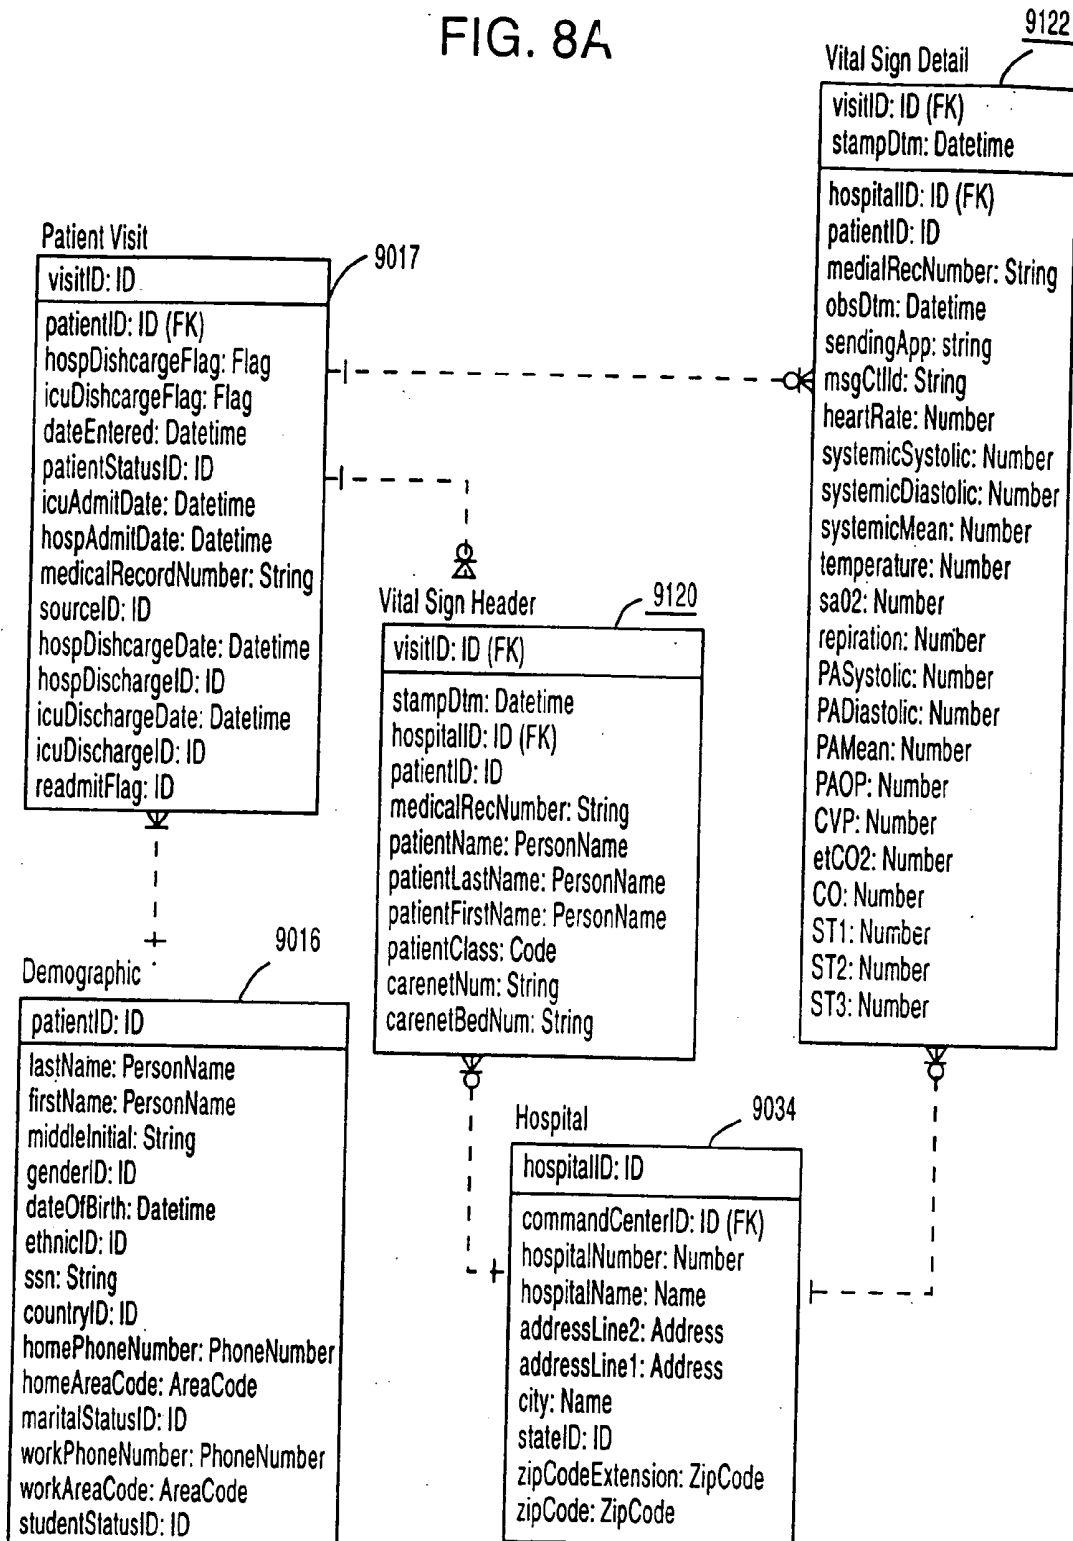 FIG. 8A
9122
Vital Sign Detail
visitID: ID (FK)
stampDtm: Datetime
hospitalID: ID (FK)
patientID: ID
medialRecNumber: String
obsDtm: Datetime
sendingApp: string
msgCtlId: String
heartRate: Number
systemicSystolic: Number
systemicDiastolic: Number
systemicMean: Number
temperature: Number
sa02: Number
repiration: Number
PASystolic: Number
PADiastolic: Number
PAMean: Number
PAOP: Number
CVP: Number
etCO2: Number
CO: Number
ST1: Number
ST2: Number
ST3: Number
Patient Visit
9017
visitID: ID
patientID: ID (FK)
hospDishcargeFlag: Flag
icuDishcargeFlag: Flag
dateEntered: Datetime
patientStatusID: ID
icuAdmitDate: Datetime
hospAdmitDate: Datetime
medicalRecordNumber: String
sourceID: ID
hospDishcargeDate: Datetime
hospDischargeID: ID
icuDischargeDate: Datetime
icuDischargeID: ID
readmitFlag: ID
Vital Sign Header
9120
visitID: ID (FK)
stampDtm: Datetime
hospitalID: ID (FK)
patientID: ID
medicalRecNumber: String
patientName: PersonName
patientLastName: PersonName
patientFirstName: PersonName
patientClass: Code
carenetNum: String
carenetBedNum: String
Demographic
9016
patientID: ID
lastName: PersonName
firstName: PersonName
middleInitial: String
genderID: ID
dateOfBirth: Datetime
ethnicID: ID
ssn: String
countryID: ID
homePhoneNumber: PhoneNumber
homeAreaCode: AreaCode
maritalStatusID: ID
workPhoneNumber: PhoneNumber
workAreaCode: AreaCode
studentStatusID: ID
Hospital
9034
hospitalID: ID
commandCenterID: ID (FK)
hospitalNumber: Number
hospitalName: Name
addressLine2: Address
addressLine1: Address
city: Name
stateID: ID
zipCodeExtension: ZipCode
zipCode: ZipCode